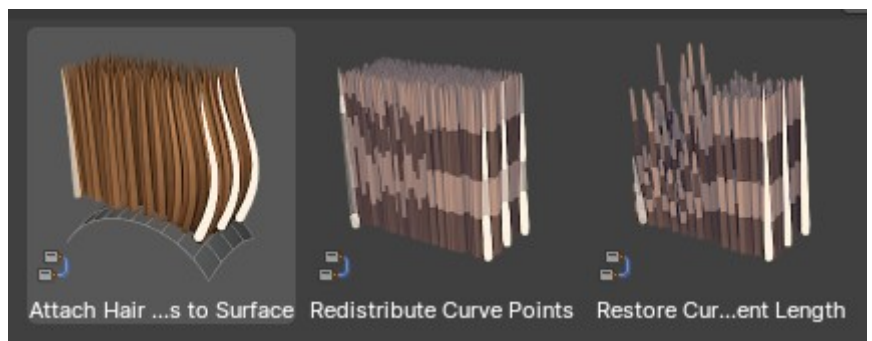 Attach Hair ...s to Surface
Redistribute Curve Points
Restore Cur...ent Length